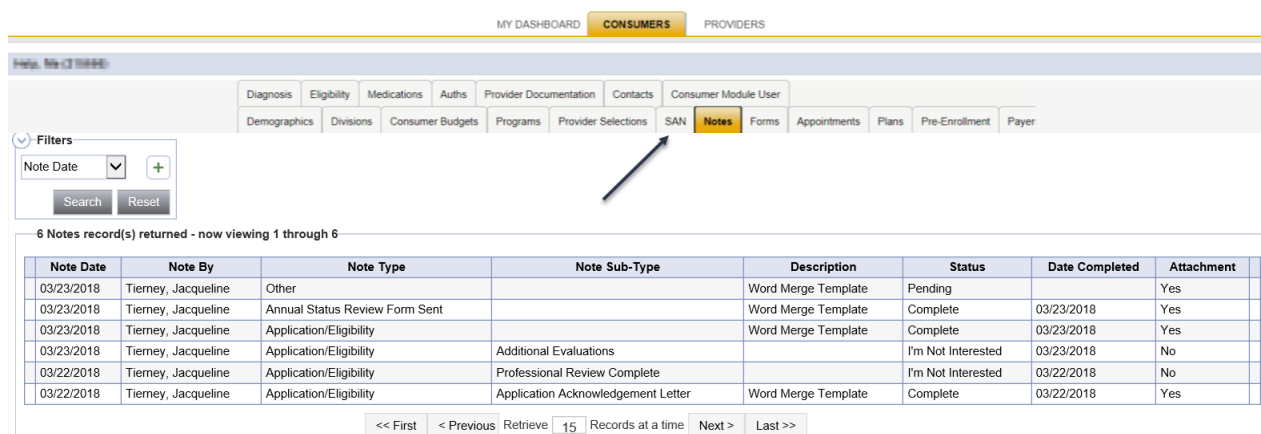 MY DASHBOARD CONSUMERS PROVIDERS
Diagnosis Eligibility Medications Auths Provider Documentation Contacts Consumer Module User
Demographics Divisions Consumer Budgets Programs Provider Selections SAN Notes Forms Appointments Plans Pre-Enrollment Payer
Filters
Note Date +
Search Reset
6 Notes record(s) returned - now viewing 1 through 6
Note Date Note By Note Type Note Sub-Type Description Status Date Completed Attachment
03/23/2018 Tierney, Jacqueline Other Word Merge Template Pending Yes
03/23/2018 Tierney, Jacqueline Annual Status Review Form Sent Word Merge Template Complete 03/23/2018 Yes
03/23/2018 Tierney, Jacqueline Application/Eligibility Word Merge Template Complete 03/23/2018 Yes
03/23/2018 Tierney, Jacqueline Application/Eligibility Additional Evaluations I'm Not Interested 03/23/2018 No
03/22/2018 Tierney, Jacqueline Application/Eligibility Professional Review Complete I'm Not Interested 03/22/2018 No
03/22/2018 Tierney, Jacqueline Application/Eligibility Application Acknowledgement Letter Word Merge Template Complete 03/22/2018 Yes
<< First < Previous Retrieve 15 Records at a time Next > Last >>